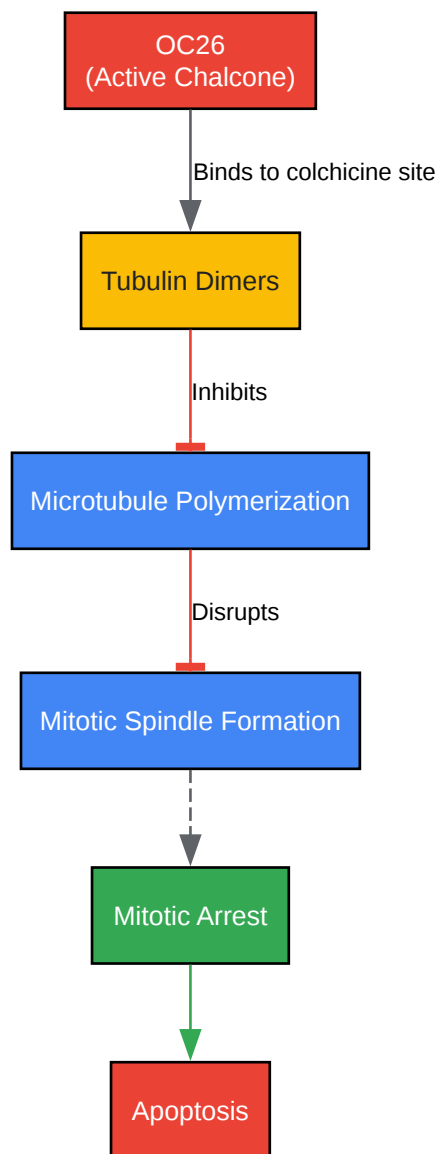 OC26
(Active Chalcone)
Binds to colchicine site
Tubulin Dimers
Inhibits
Microtubule Polymerization
Disrupts
Mitotic Spindle Formation
Mitotic Arrest
Apoptosis